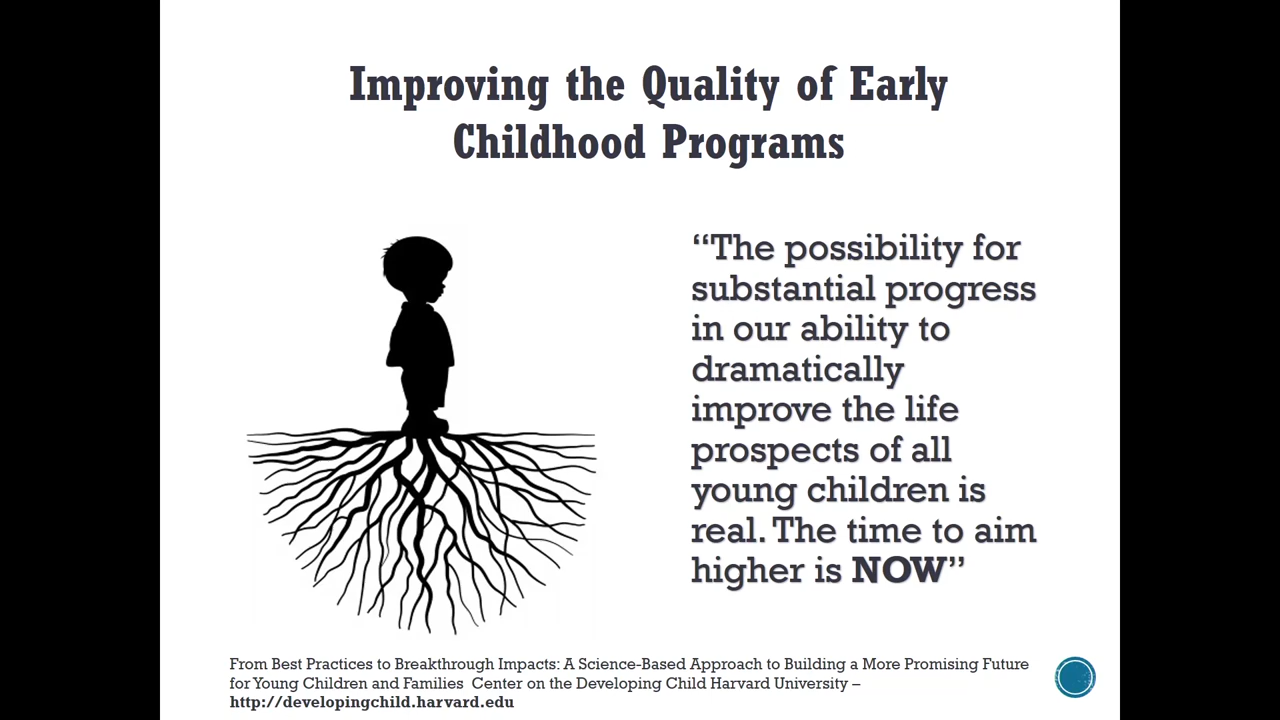 Improving the Quality of Early
Childhood Programs
“The possibility for
substantial progress
in our ability to
dramatically
improve the life
prospects of all
young children is
real. The time to aim
higher is NOW”
From Best Practices to Breakthrough Impacts: A Science-Based Approach to Building a More Promising Future
for Young Children and Families  Center on the Developing Child Harvard University –
http://developingchild.harvard.edu